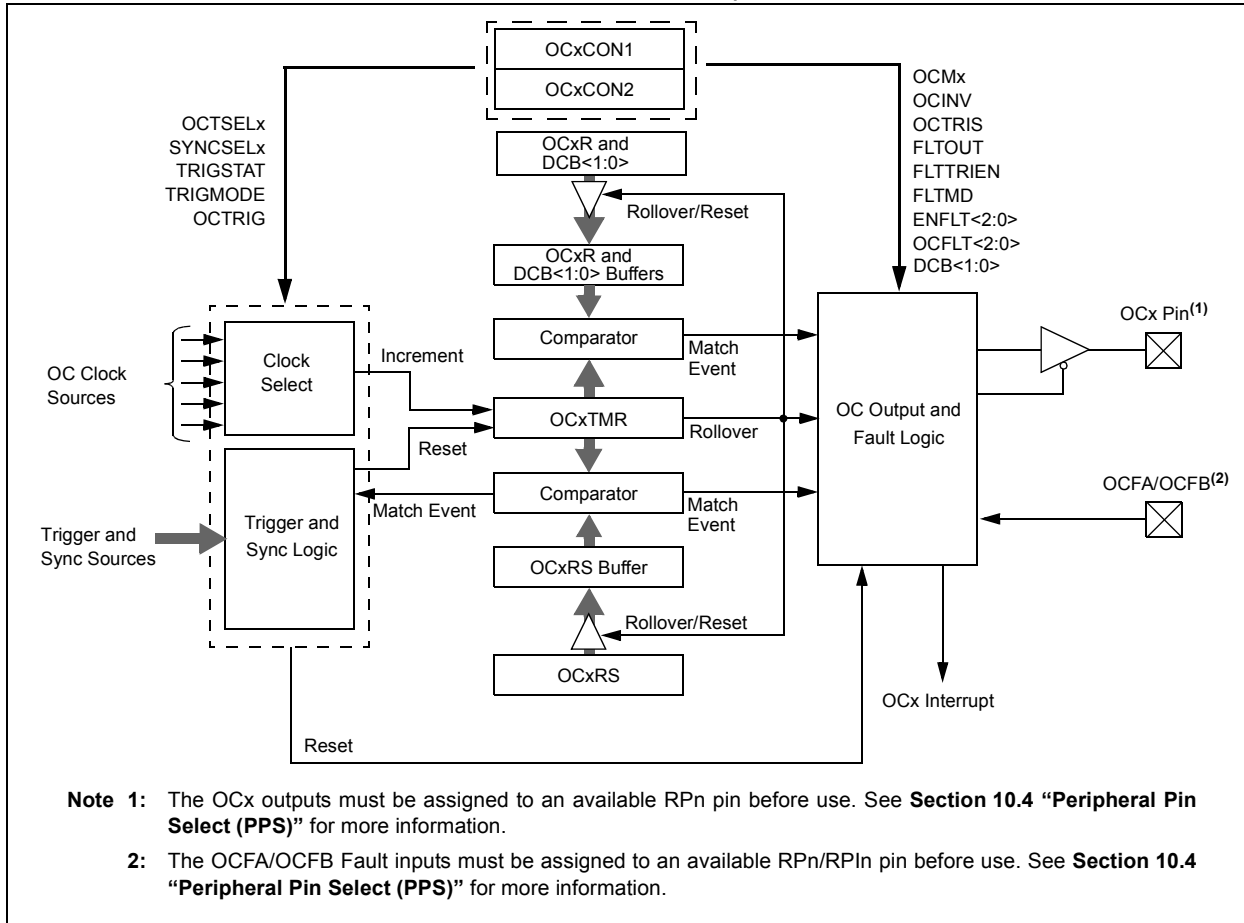 OCxCON1
OCxCON2
OCTSELx
SYNCSELx
TRIGSTAT
TRIGMODE
OCTRIG
OCMx
OCINV
OCTRIS
FLTOUT
FLTTRIEN
FLTMD
ENFLT<2:0>
OCFLT<2:0>
DCB<1:0>
OCxR and
DCB<1:0>
Rollover/Reset
OCxR and
DCB<1:0> Buffers
Comparator
Match
Event
OC Clock
Sources
Clock
Select
Increment
OCxTMR
Rollover
Reset
Comparator
Match Event
Match
Event
Trigger and
Sync Sources
Trigger and
Sync Logic
OCxRS Buffer
Rollover/Reset
OCxRS
OC Output and
Fault Logic
OCx Pin(1)
OCFA/OCFB(2)
OCx Interrupt
Reset
Note 1: The OCx outputs must be assigned to an available RPn pin before use. See Section 10.4 “Peripheral Pin
Select (PPS)” for more information.
2: The OCFA/OCFB Fault inputs must be assigned to an available RPn/RPIn pin before use. See Section 10.4
“Peripheral Pin Select (PPS)” for more information.